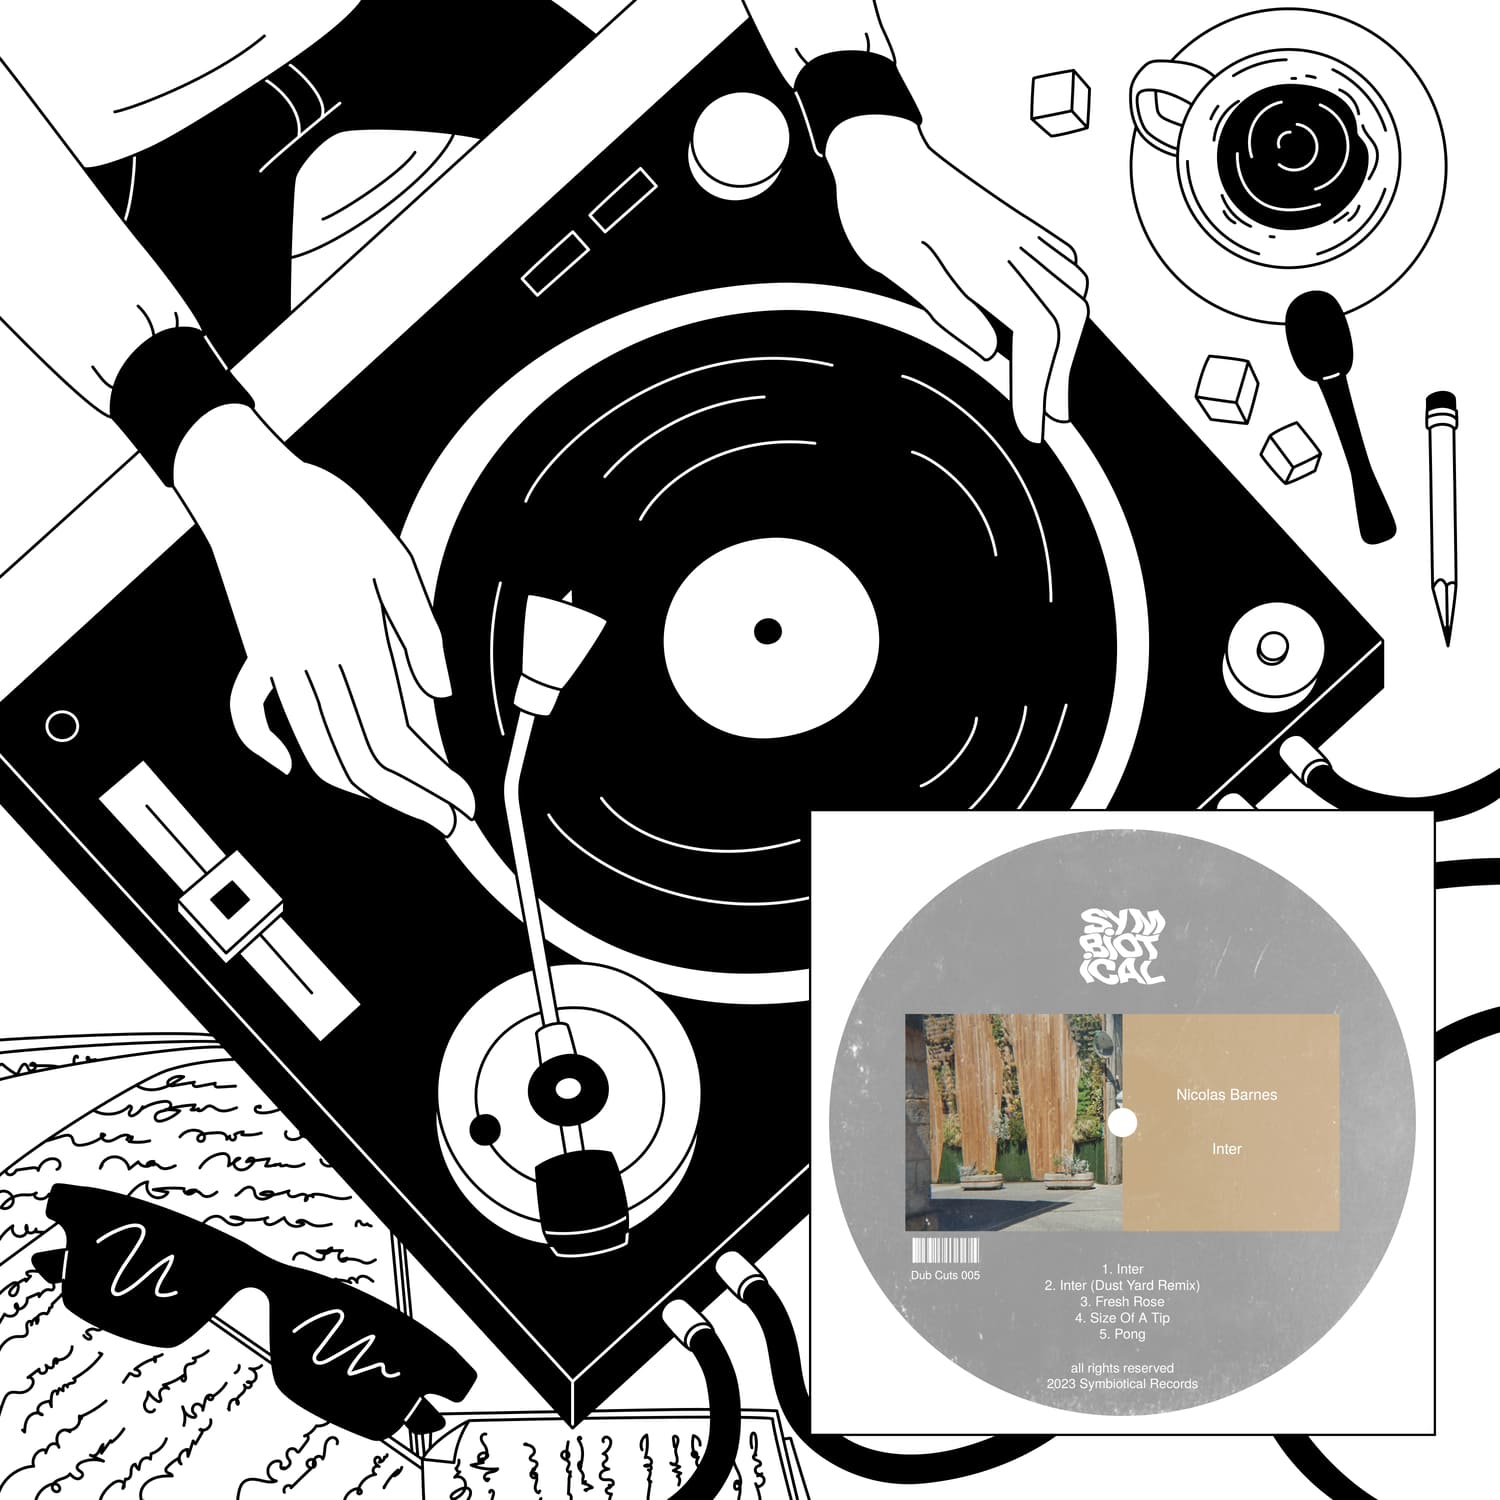 SYM
BIOT
ICAL
Nicolas Barnes
Inter
Dub Cuts 005
1. Inter
2. Inter (Dust Yard Remix)
3. Fresh Rose
4. Size Of A Tip
5. Pong
all rights reserved
2023 Symbiotical Records